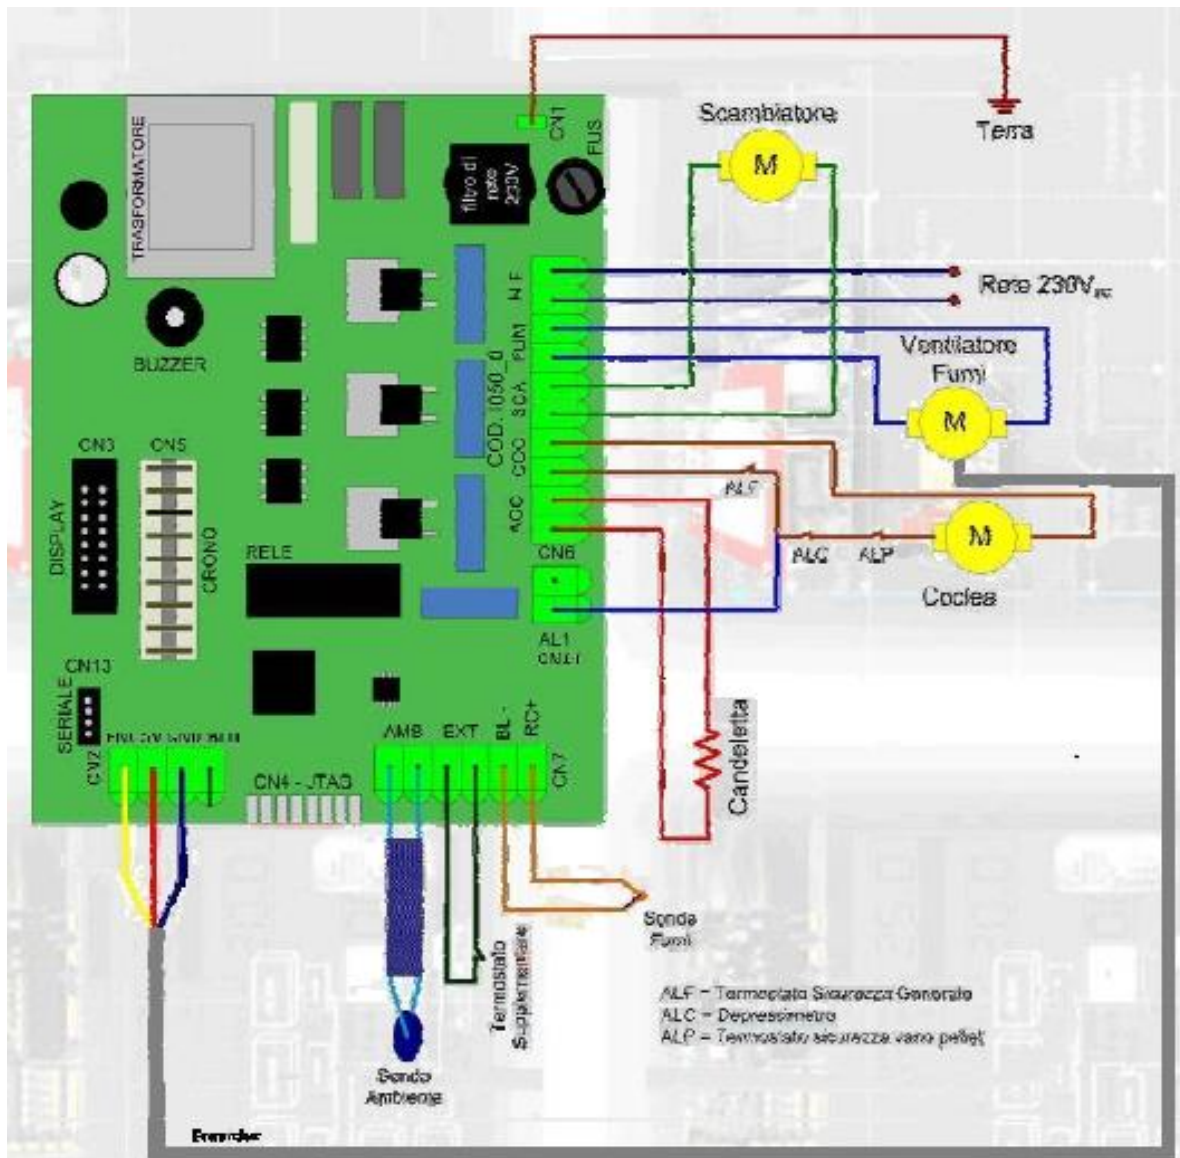 Terra
Scambiatore
CN1
FUS
TRASFORMATORE
filtro di
rete
230V
N F
Rete 230Vac
BUZZER
FUM
Ventilatore
Fumi
SCA
COD. I050_0
COC
ACC
M
M
M
ALF
ALC
ALP
Coclea
CN3
CN5
DISPLAY
CRONO
RELE
CN6
AL1
CN13
SERIALE
CN2
AMB
EXT
BL -
RC+
CN7
CN4 - JTAG
Candeletta
Sonda
Fumi
Termostato
Supplementare
Sonda
Ambiente
ALF = Termostato Sicurezza Generale
ALC = Depressimetro
ALP = Termostato sicurezza vano pellet
Encoder